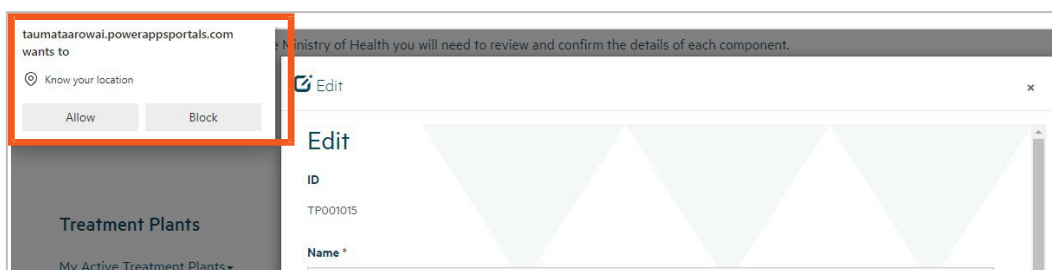 taumataarowai.powerappsportals.com
wants to
Know your location
Allow Block
Ministry of Health you will need to review and confirm the details of each component.
Edit
×
Edit
ID
TP001015
Treatment Plants
Name *
My Active Treatment Plants